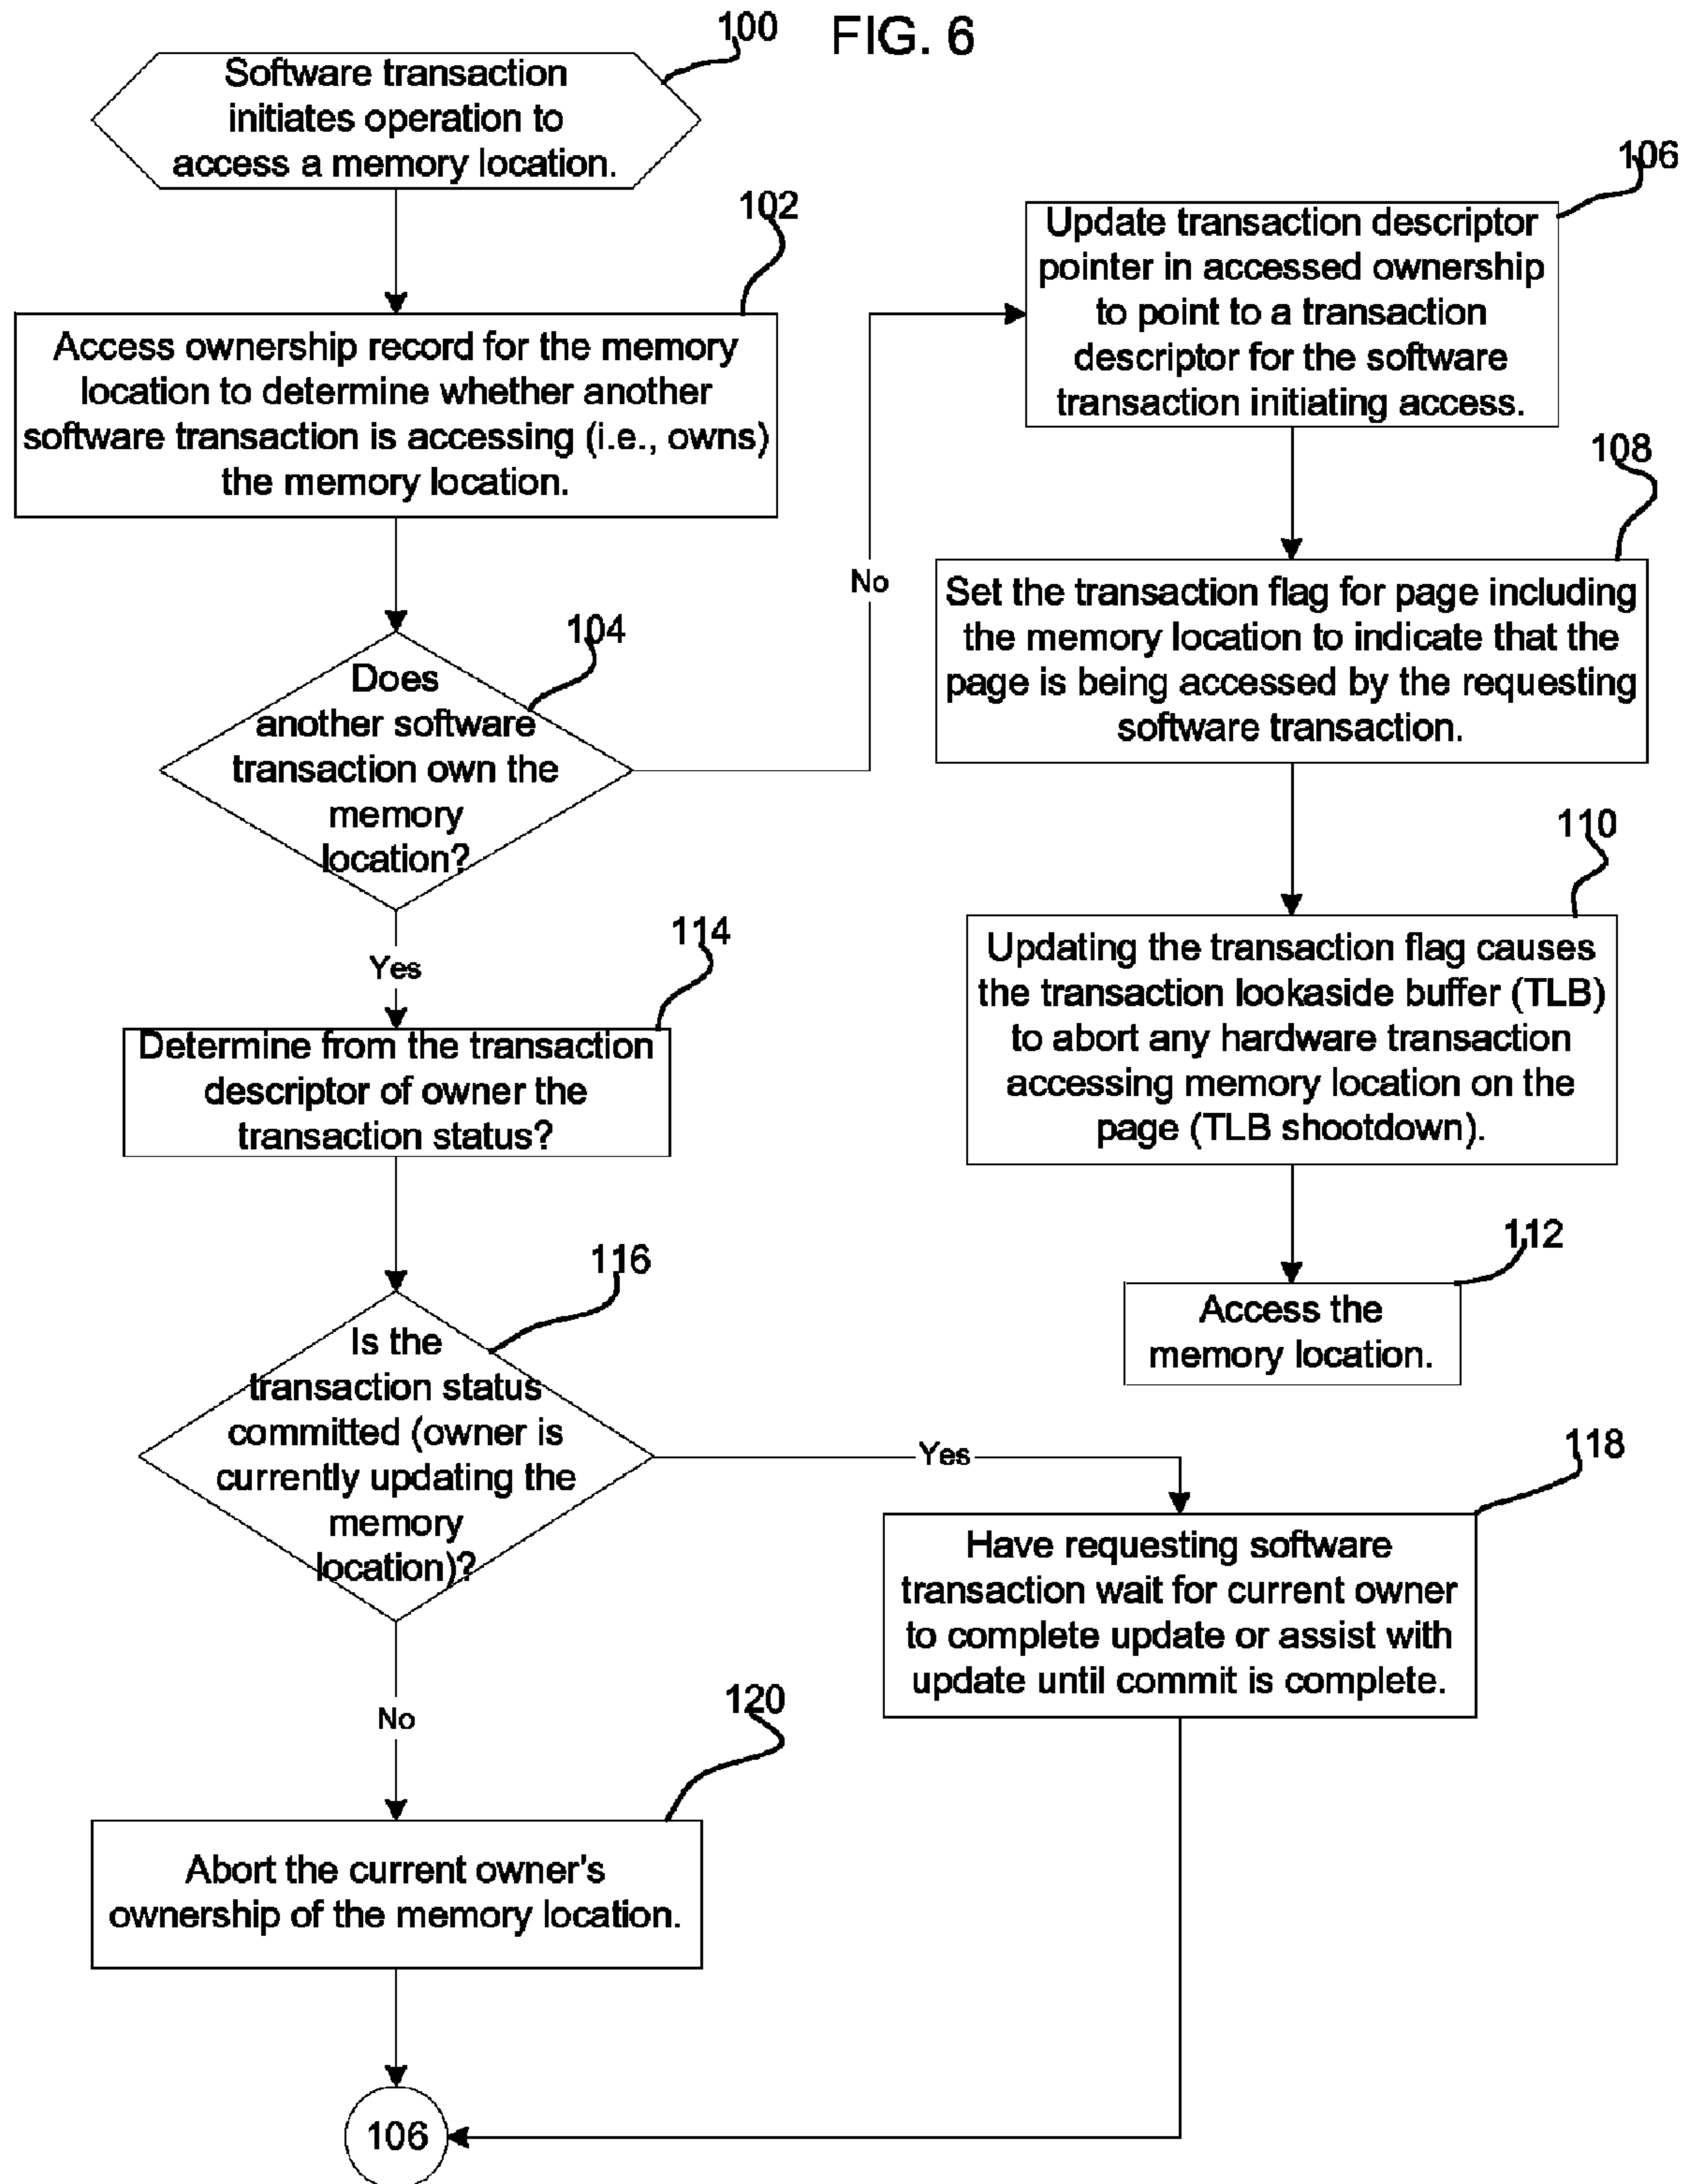 FIG. 6
100
Software transaction
initiates operation to
access a memory location.
102
Access ownership record for the memory
location to determine whether another
software transaction is accessing (i.e., owns)
the memory location.
104
Does
another software
transaction own the
memory
location?
No
Yes
106
Update transaction descriptor
pointer in accessed ownership
to point to a transaction
descriptor for the software
transaction initiating access.
108
Set the transaction flag for page including
the memory location to indicate that the
page is being accessed by the requesting
software transaction.
110
Updating the transaction flag causes
the transaction lookaside buffer (TLB)
to abort any hardware transaction
accessing memory location on the
page (TLB shootdown).
112
Access the
memory location.
114
Determine from the transaction
descriptor of owner the
transaction status?
116
Is the
transaction status
committed (owner is
currently updating the
memory
location)?
Yes
No
118
Have requesting software
transaction wait for current owner
to complete update or assist with
update until commit is complete.
120
Abort the current owner's
ownership of the memory location.
106